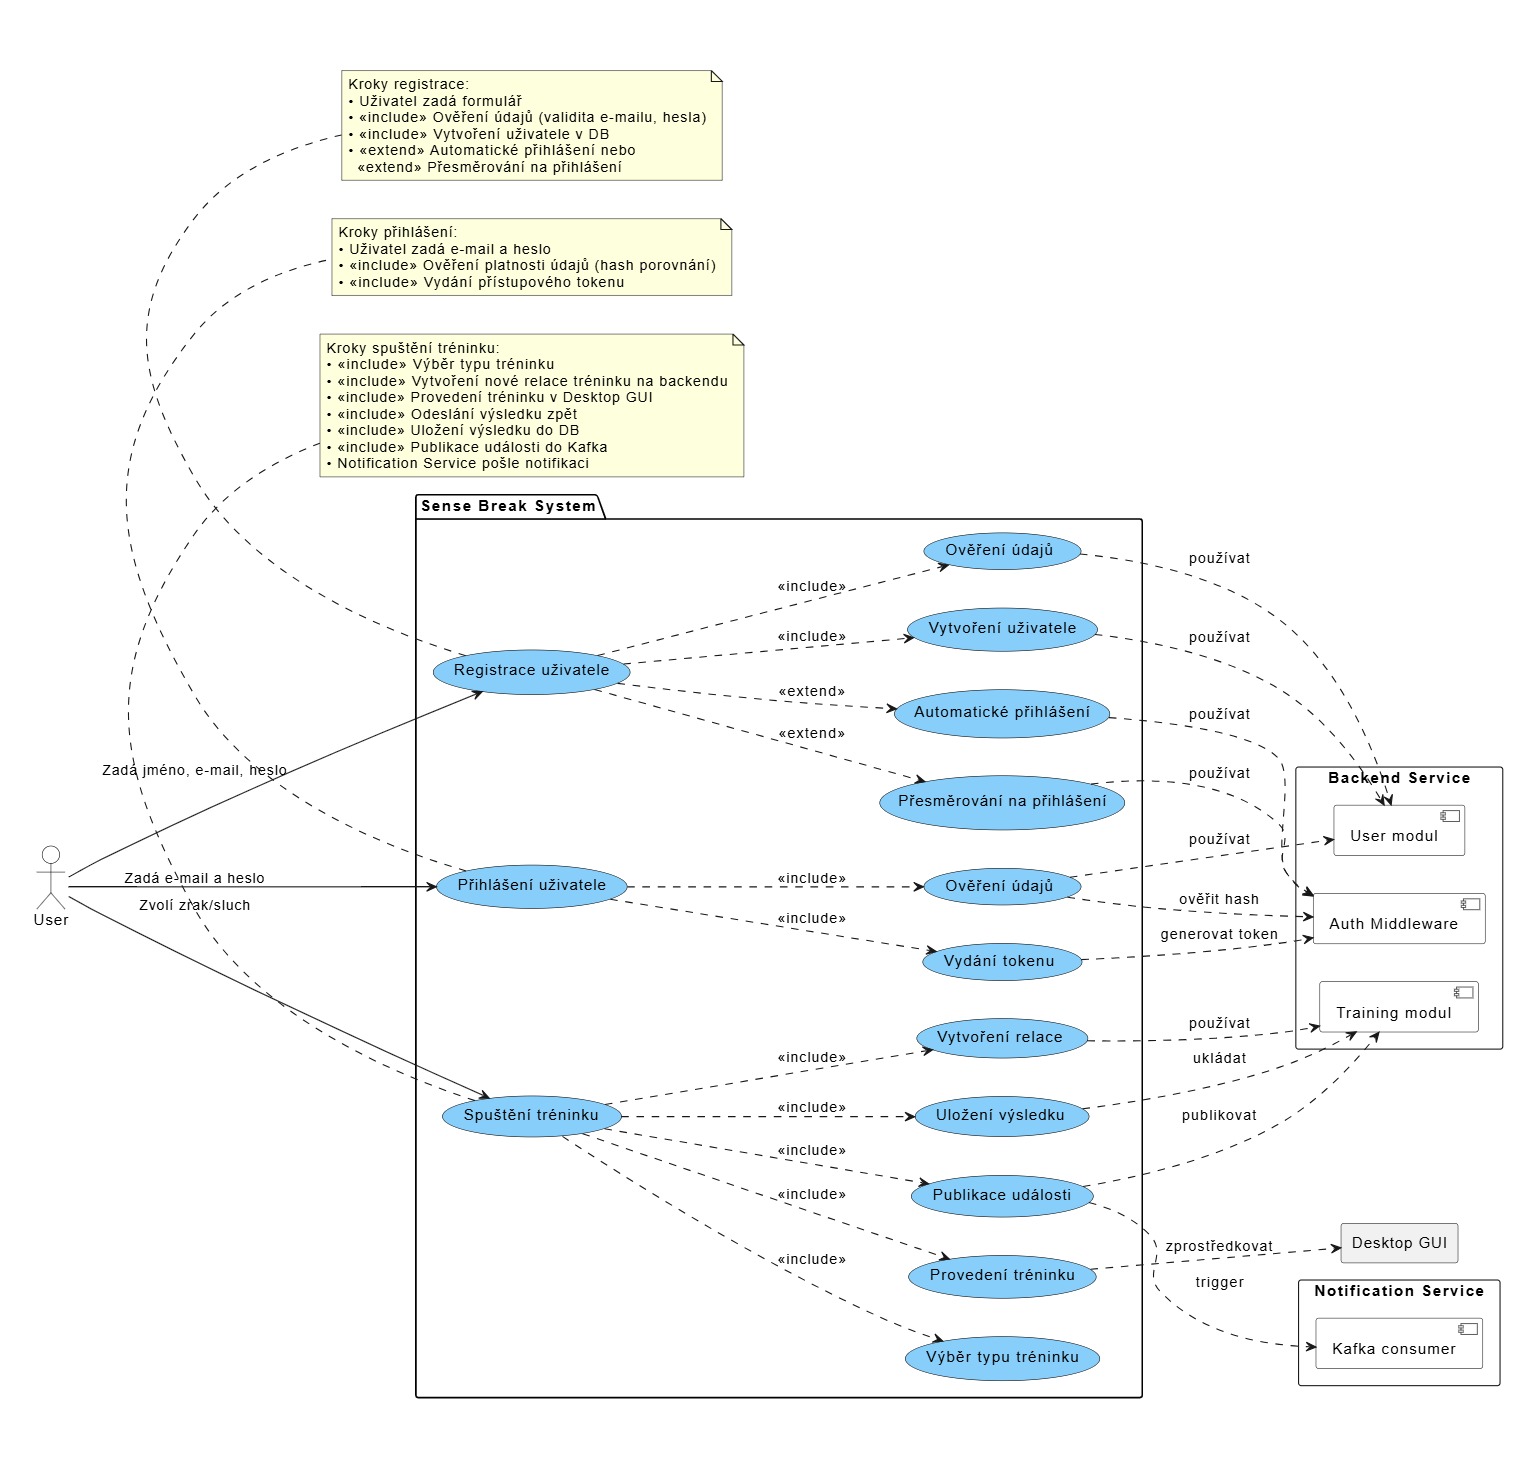 Kroky registrace:
• Uživatel zadá formulář
• «include» Ověření údajů (validita e-mailu, hesla)
• «include» Vytvoření uživatele v DB
• «extend» Automatické přihlášení nebo
«extend» Přesměrování na přihlášení
Kroky přihlášení:
• Uživatel zadá e-mail a heslo
• «include» Ověření platnosti údajů (hash porovnání)
• «include» Vydání přístupového tokenu
Kroky spuštění tréninku:
• «include» Výběr typu tréninku
• «include» Vytvoření nové relace tréninku na backendu
• «include» Provedení tréninku v Desktop GUI
• «include» Odeslání výsledku zpět
• «include» Uložení výsledku do DB
• «include» Publikace události do Kafka
• Notification Service pošle notifikaci
Sense Break System
Ověření údajů
používat
«include»
Vytvoření uživatele
používat
«include»
Registrace uživatele
«extend»
Automatické přihlášení
používat
«extend»
Přesměrování na přihlášení
používat
Zadá jméno, e-mail, heslo
Backend Service
User modul
používat
User
Zadá e-mail a heslo
Přihlášení uživatele
«include»
Ověření údajů
ověřit hash
Zvolí zrak/sluch
«include»
Auth Middleware
generovat token
Vydání tokenu
Training modul
Vytvoření relace
používat
«include»
ukládat
Spuštění tréninku
«include»
Uložení výsledku
publikovat
«include»
Publikace události
«include»
zprostředkovat
Desktop GUI
«include»
Provedení tréninku
trigger
Notification Service
Kafka consumer
Výběr typu tréninku